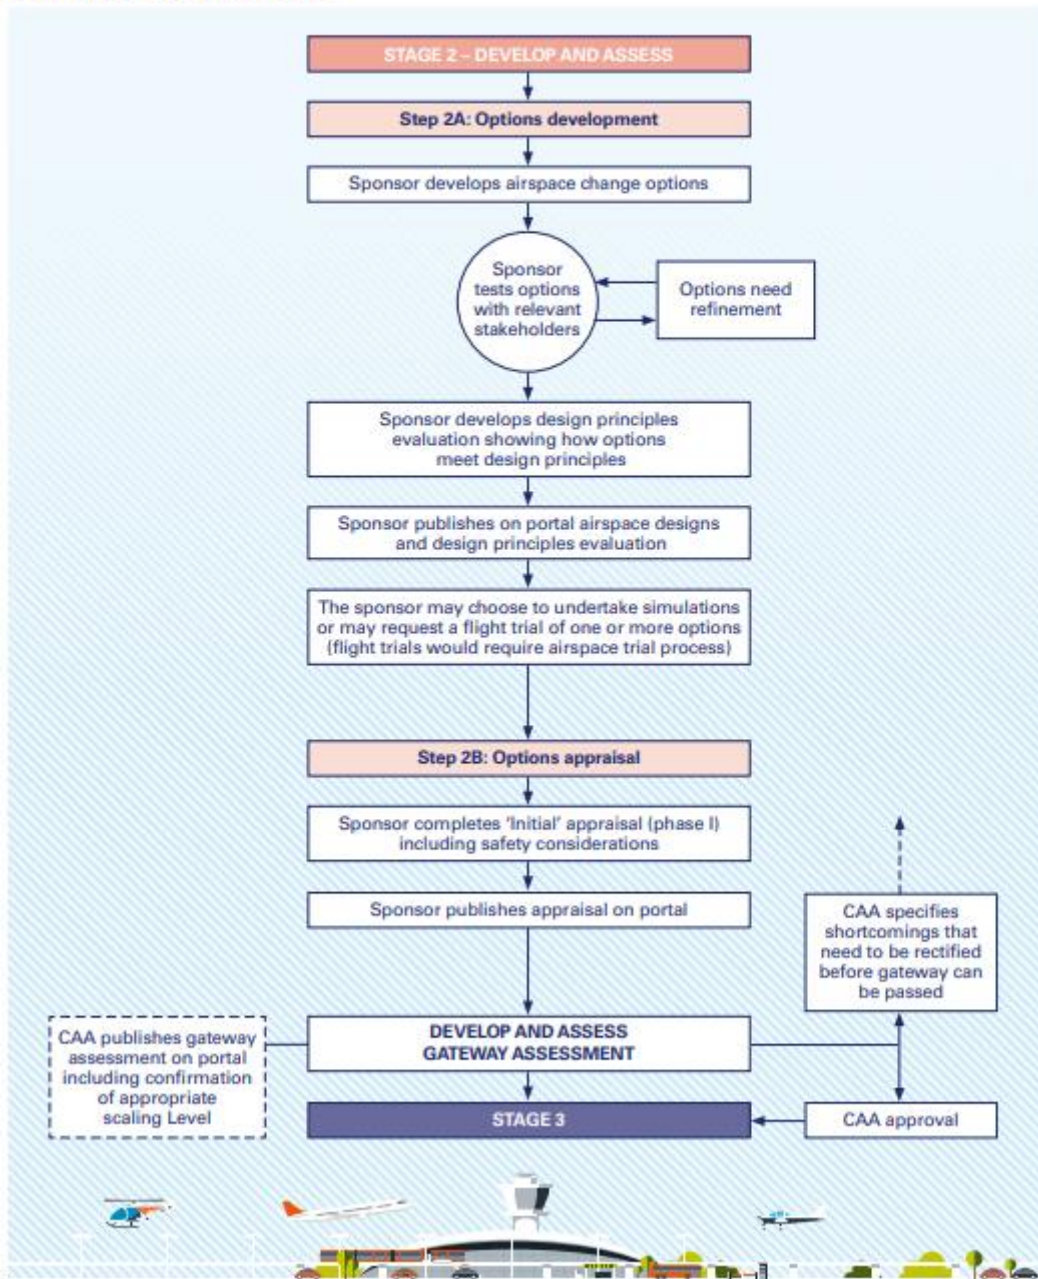 STAGE 2 – DEVELOP AND ASSESS
Step 2A: Options development
Sponsor develops airspace change options
Sponsor
tests options
with relevant
stakeholders
Options need
refinement
Sponsor develops design principles
evaluation showing how options
meet design principles
Sponsor publishes on portal airspace designs
and design principles evaluation
The sponsor may choose to undertake simulations
or may request a flight trial of one or more options
(flight trials would require airspace trial process)
Step 2B: Options appraisal
Sponsor completes ‘Initial’ appraisal (phase I)
including safety considerations
Sponsor publishes appraisal on portal
CAA specifies
shortcomings that
need to be rectified
before gateway can
be passed
CAA publishes gateway
assessment on portal
including confirmation
of appropriate
scaling Level
DEVELOP AND ASSESS
GATEWAY ASSESSMENT
STAGE 3
CAA approval